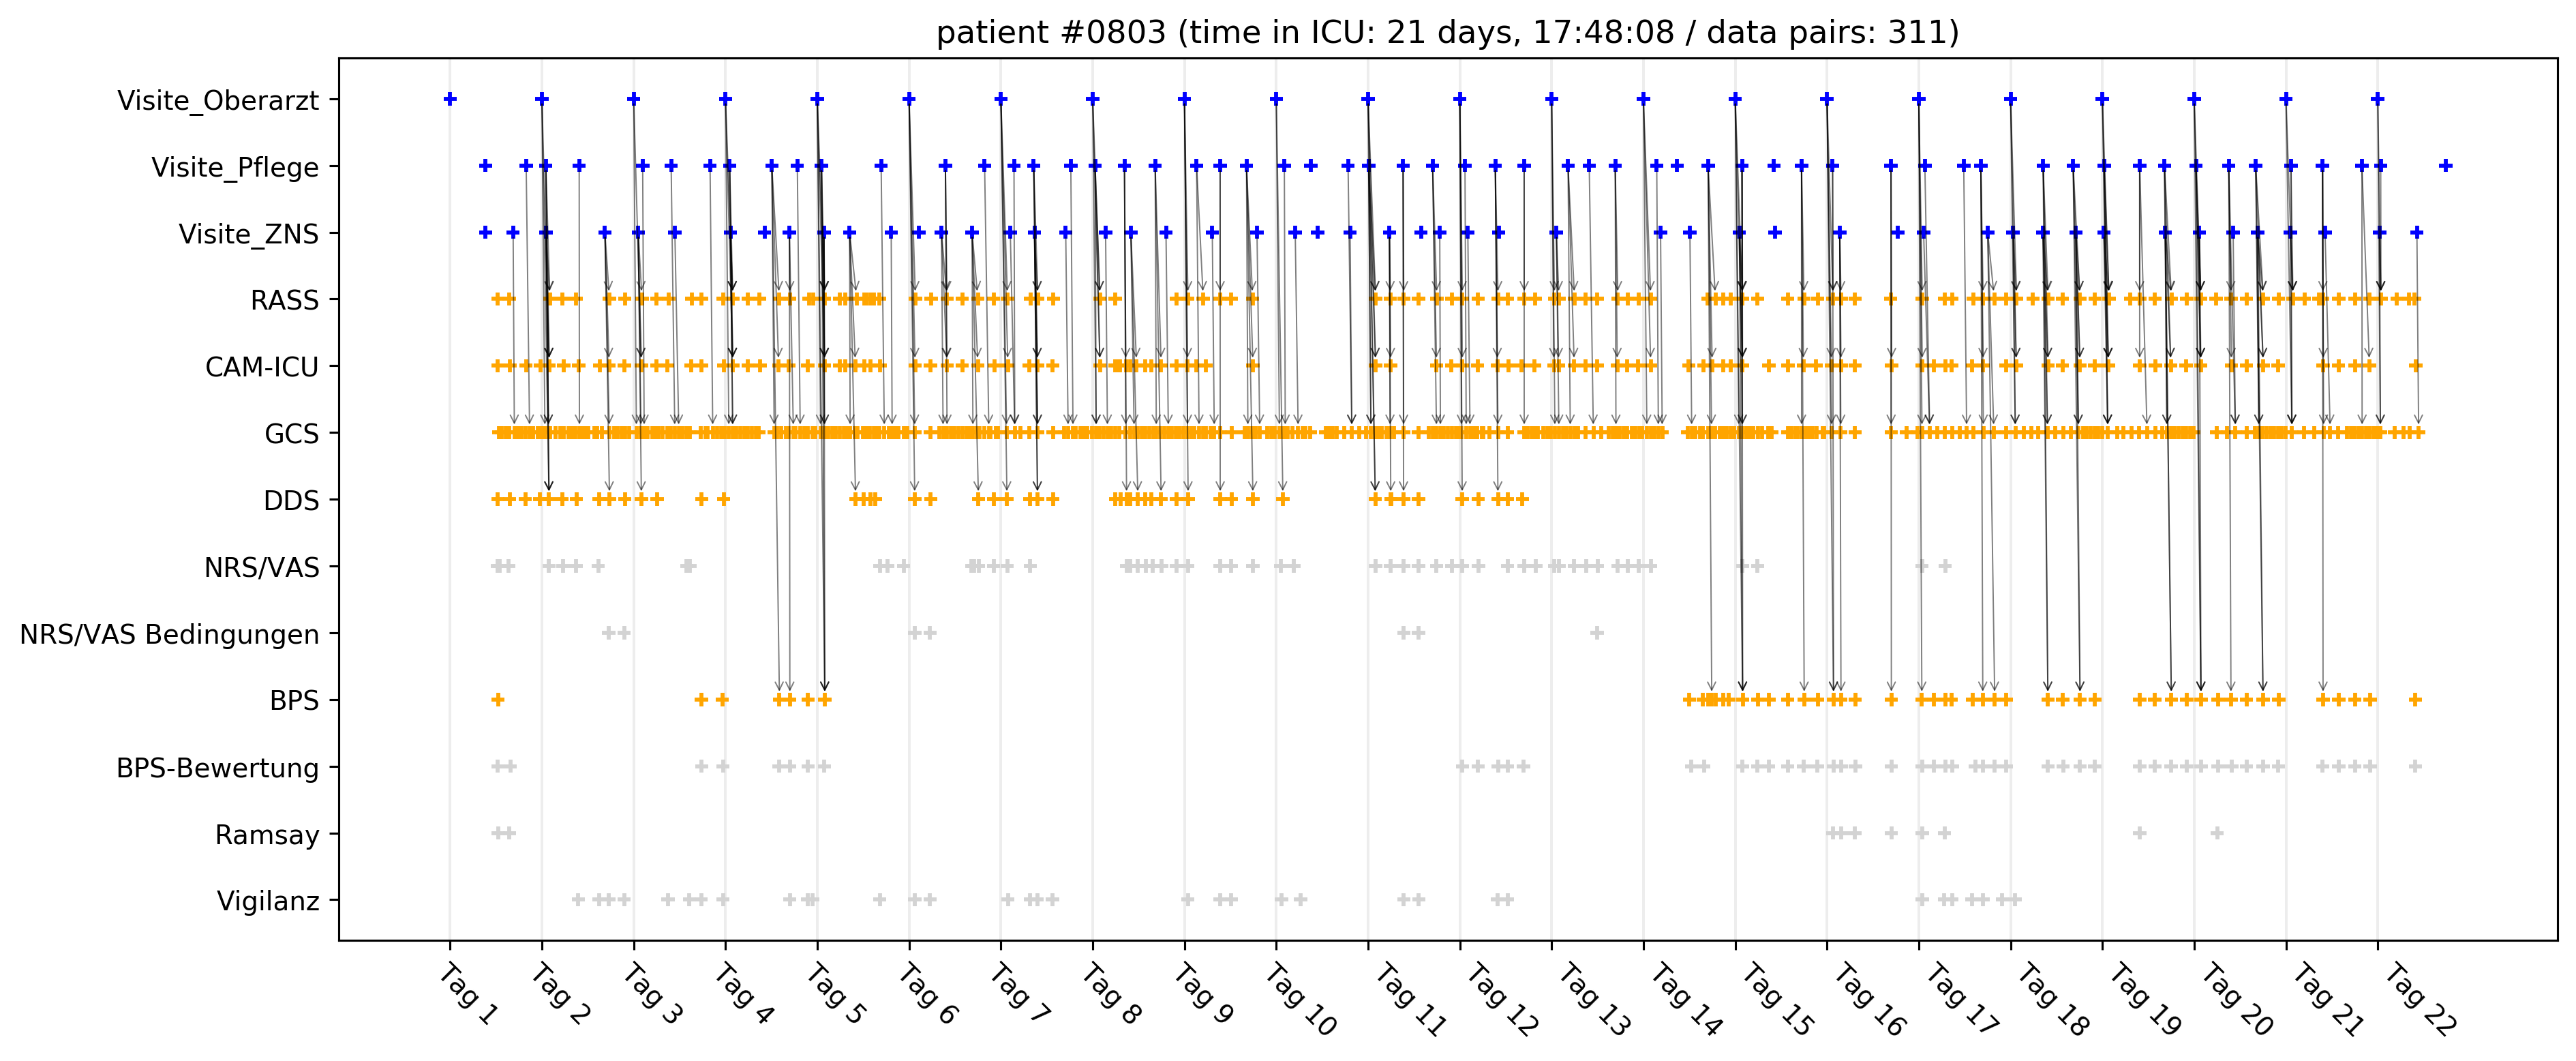 patient #0803 (time in ICU: 21 days, 17:48:08 / data pairs: 311)
Visite_Oberarzt
Visite_Pflege
Visite_ZNS
RASS
CAM-ICU
GCS
DDS
NRS/VAS
NRS/VAS Bedingungen
BPS
BPS-Bewertung
Ramsay
Vigilanz
Tag 1
Tag 2
Tag 3
Tag 4
Tag 5
Tag 6
Tag 7
Tag 8
Tag 9
Tag 10
Tag 11
Tag 12
Tag 13
Tag 14
Tag 15
Tag 16
Tag 17
Tag 18
Tag 19
Tag 20
Tag 21
Tag 22